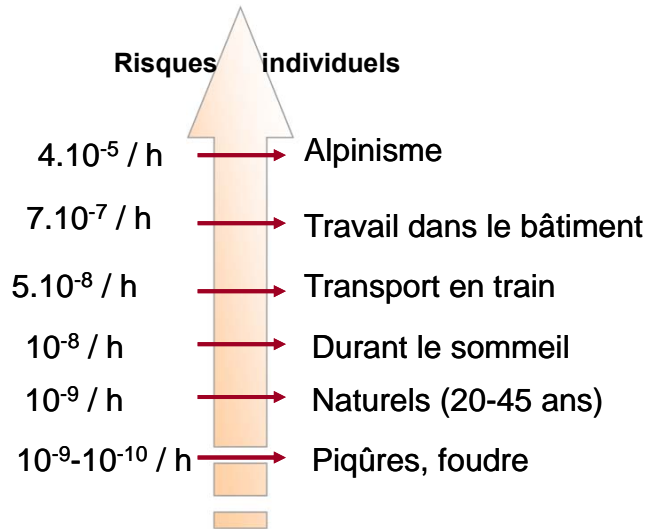 Risques individuels
4.10⁻⁵ / h Alpinisme
7.10⁻⁷ / h Travail dans le bâtiment
5.10⁻⁸ / h Transport en train
10⁻⁸ / h Durant le sommeil
10⁻⁹ / h Naturels (20-45 ans)
10⁻⁹-10⁻¹⁰ / h Piqûres, foudre